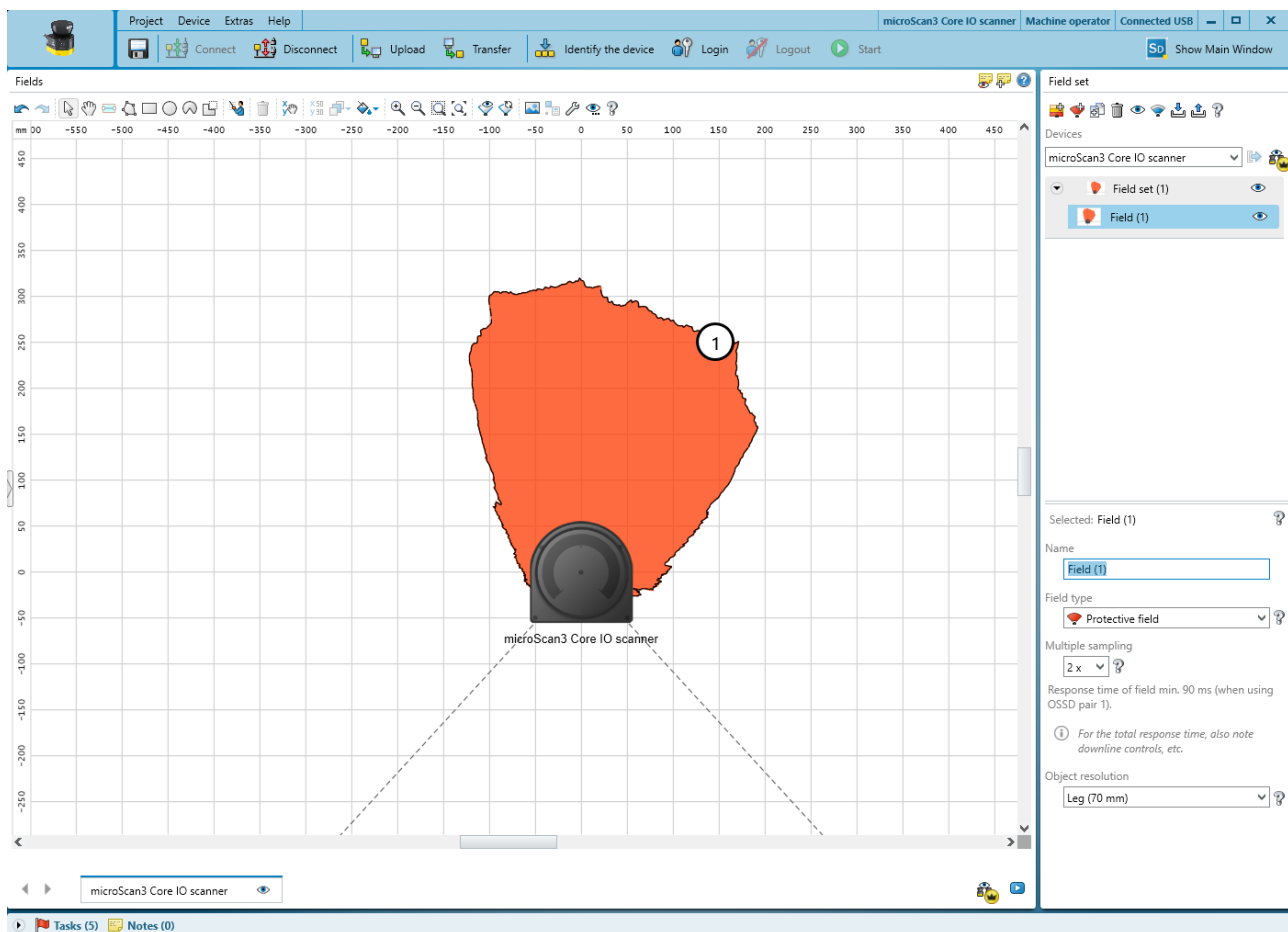 Project Device Extras Help
microScan3 Core IO scanner Machine operator Connected USB
Connect Disconnect Upload Transfer Identify the device Login Logout Start
SD Show Main Window
Fields
Field set
mm 00 -550 -500 -450 -400 -350 -300 -250 -200 -150 -100 -50 0 50 100 150 200 250 300 350 400 450
450
400
350
300
250
200
150
100
50
0
-50
-100
-150
-200
-250
1
microScan3 Core IO scanner
Devices
microScan3 Core IO scanner
Field set (1)
Field (1)
Selected: Field (1)
Name
Field (1)
Field type
Protective field
Multiple sampling
2 x
Response time of field min. 90 ms (when using
OSSD pair 1).
For the total response time, also note
downline controls, etc.
Object resolution
Leg (70 mm)
microScan3 Core IO scanner
Tasks (5) Notes (0)